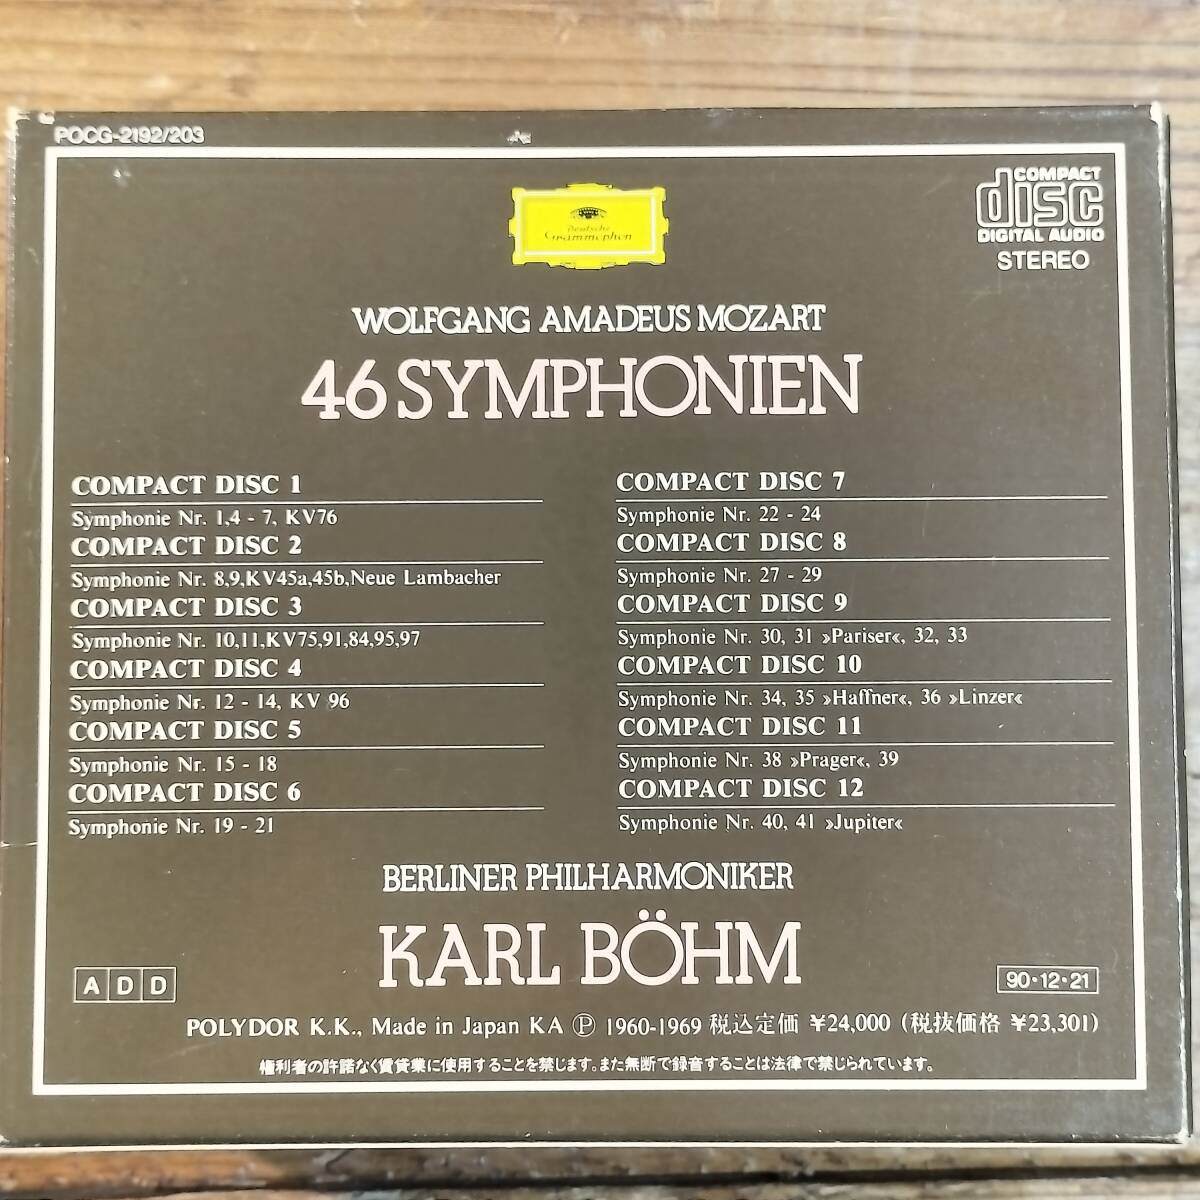 POCG-2192/203
COMPACT
disc
DIGITAL AUDIO
STEREO
Deutsche
Grammophon
WOLFGANG AMADEUS MOZART
46 SYMPHONIEN
COMPACT DISC 1
Symphonie Nr. 1,4 - 7, KV76
COMPACT DISC 2
Symphonie Nr. 8,9,KV45a,45b,Neue Lambacher
COMPACT DISC 3
Symphonie Nr. 10,11,KV75,91,84,95,97
COMPACT DISC 4
Symphonie Nr. 12 - 14, KV 96
COMPACT DISC 5
Symphonie Nr. 15 - 18
COMPACT DISC 6
Symphonie Nr. 19 - 21
COMPACT DISC 7
Symphonie Nr. 22 - 24
COMPACT DISC 8
Symphonie Nr. 27 - 29
COMPACT DISC 9
Symphonie Nr. 30, 31 »Pariser«, 32, 33
COMPACT DISC 10
Symphonie Nr. 34, 35 »Haffner«, 36 »Linzer«
COMPACT DISC 11
Symphonie Nr. 38 »Prager«, 39
COMPACT DISC 12
Symphonie Nr. 40, 41 »Jupiter«
BERLINER PHILHARMONIKER
KARL BÖHM
A D D
90・12・21
POLYDOR K.K., Made in Japan KA Ⓟ 1960-1969 税込定価 ¥24,000 (税抜価格 ¥23,301)
権利者の許諾なく賃貸業に使用することを禁じます。また無断で録音することは法律で禁じられています。